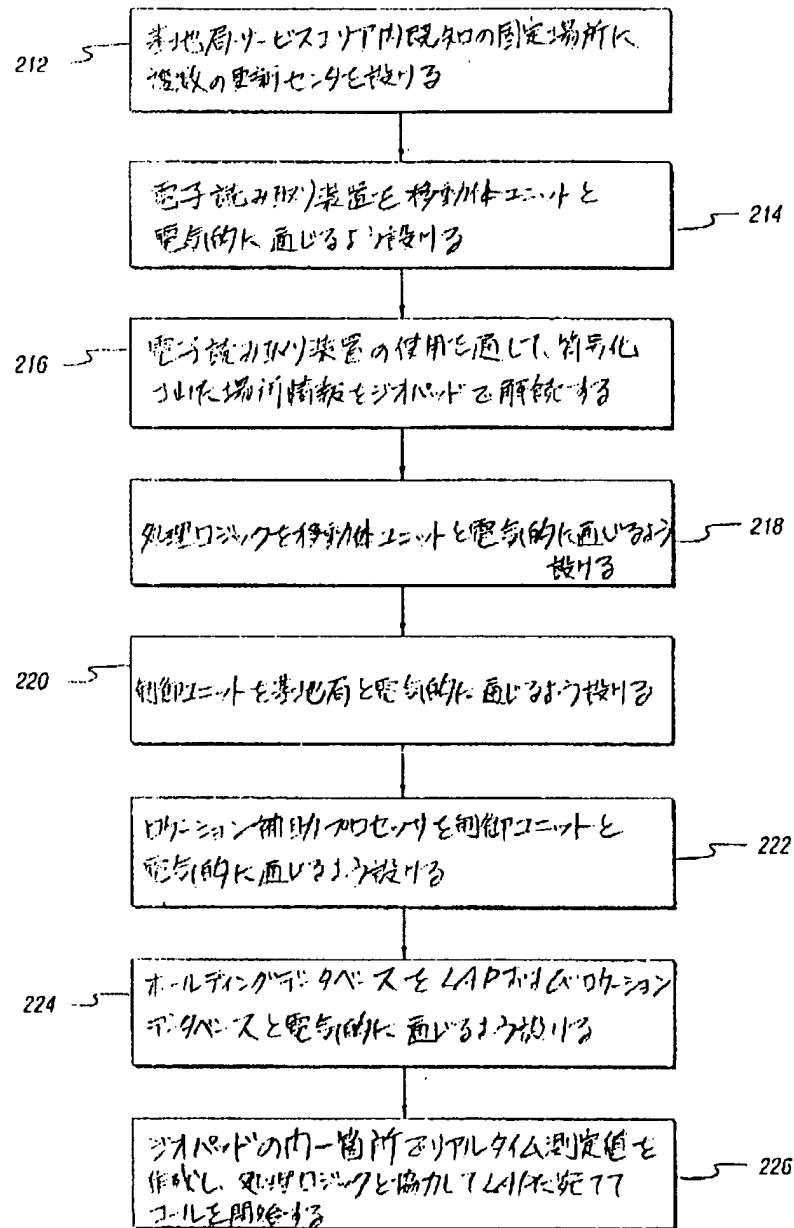 212
基地局サービスエリア内既知の固定場所に
複数の更新センタを設ける
電子読み取り装置を移動体ユニットと
電気的に通じるよう設ける
214
216
電子読み取り装置の使用を通して、符号化
された場所情報をジオパッドで解読する
処理ロジックを移動体ユニットと電気的に通じるよう
設ける
218
220
制御ユニットを基地局と電気的に通じるよう設ける
ロケーション補助プロセッサを制御ユニットと
電気的に通じるよう設ける
222
224
ホールディングデータベースをLAPおよびロケーション
データベースと電気的に通じるよう設ける
ジオパッドの内一箇所でリアルタイム測定値を
作成し、処理ロジックと協力してLAPに宛てて
コールを開始する
226